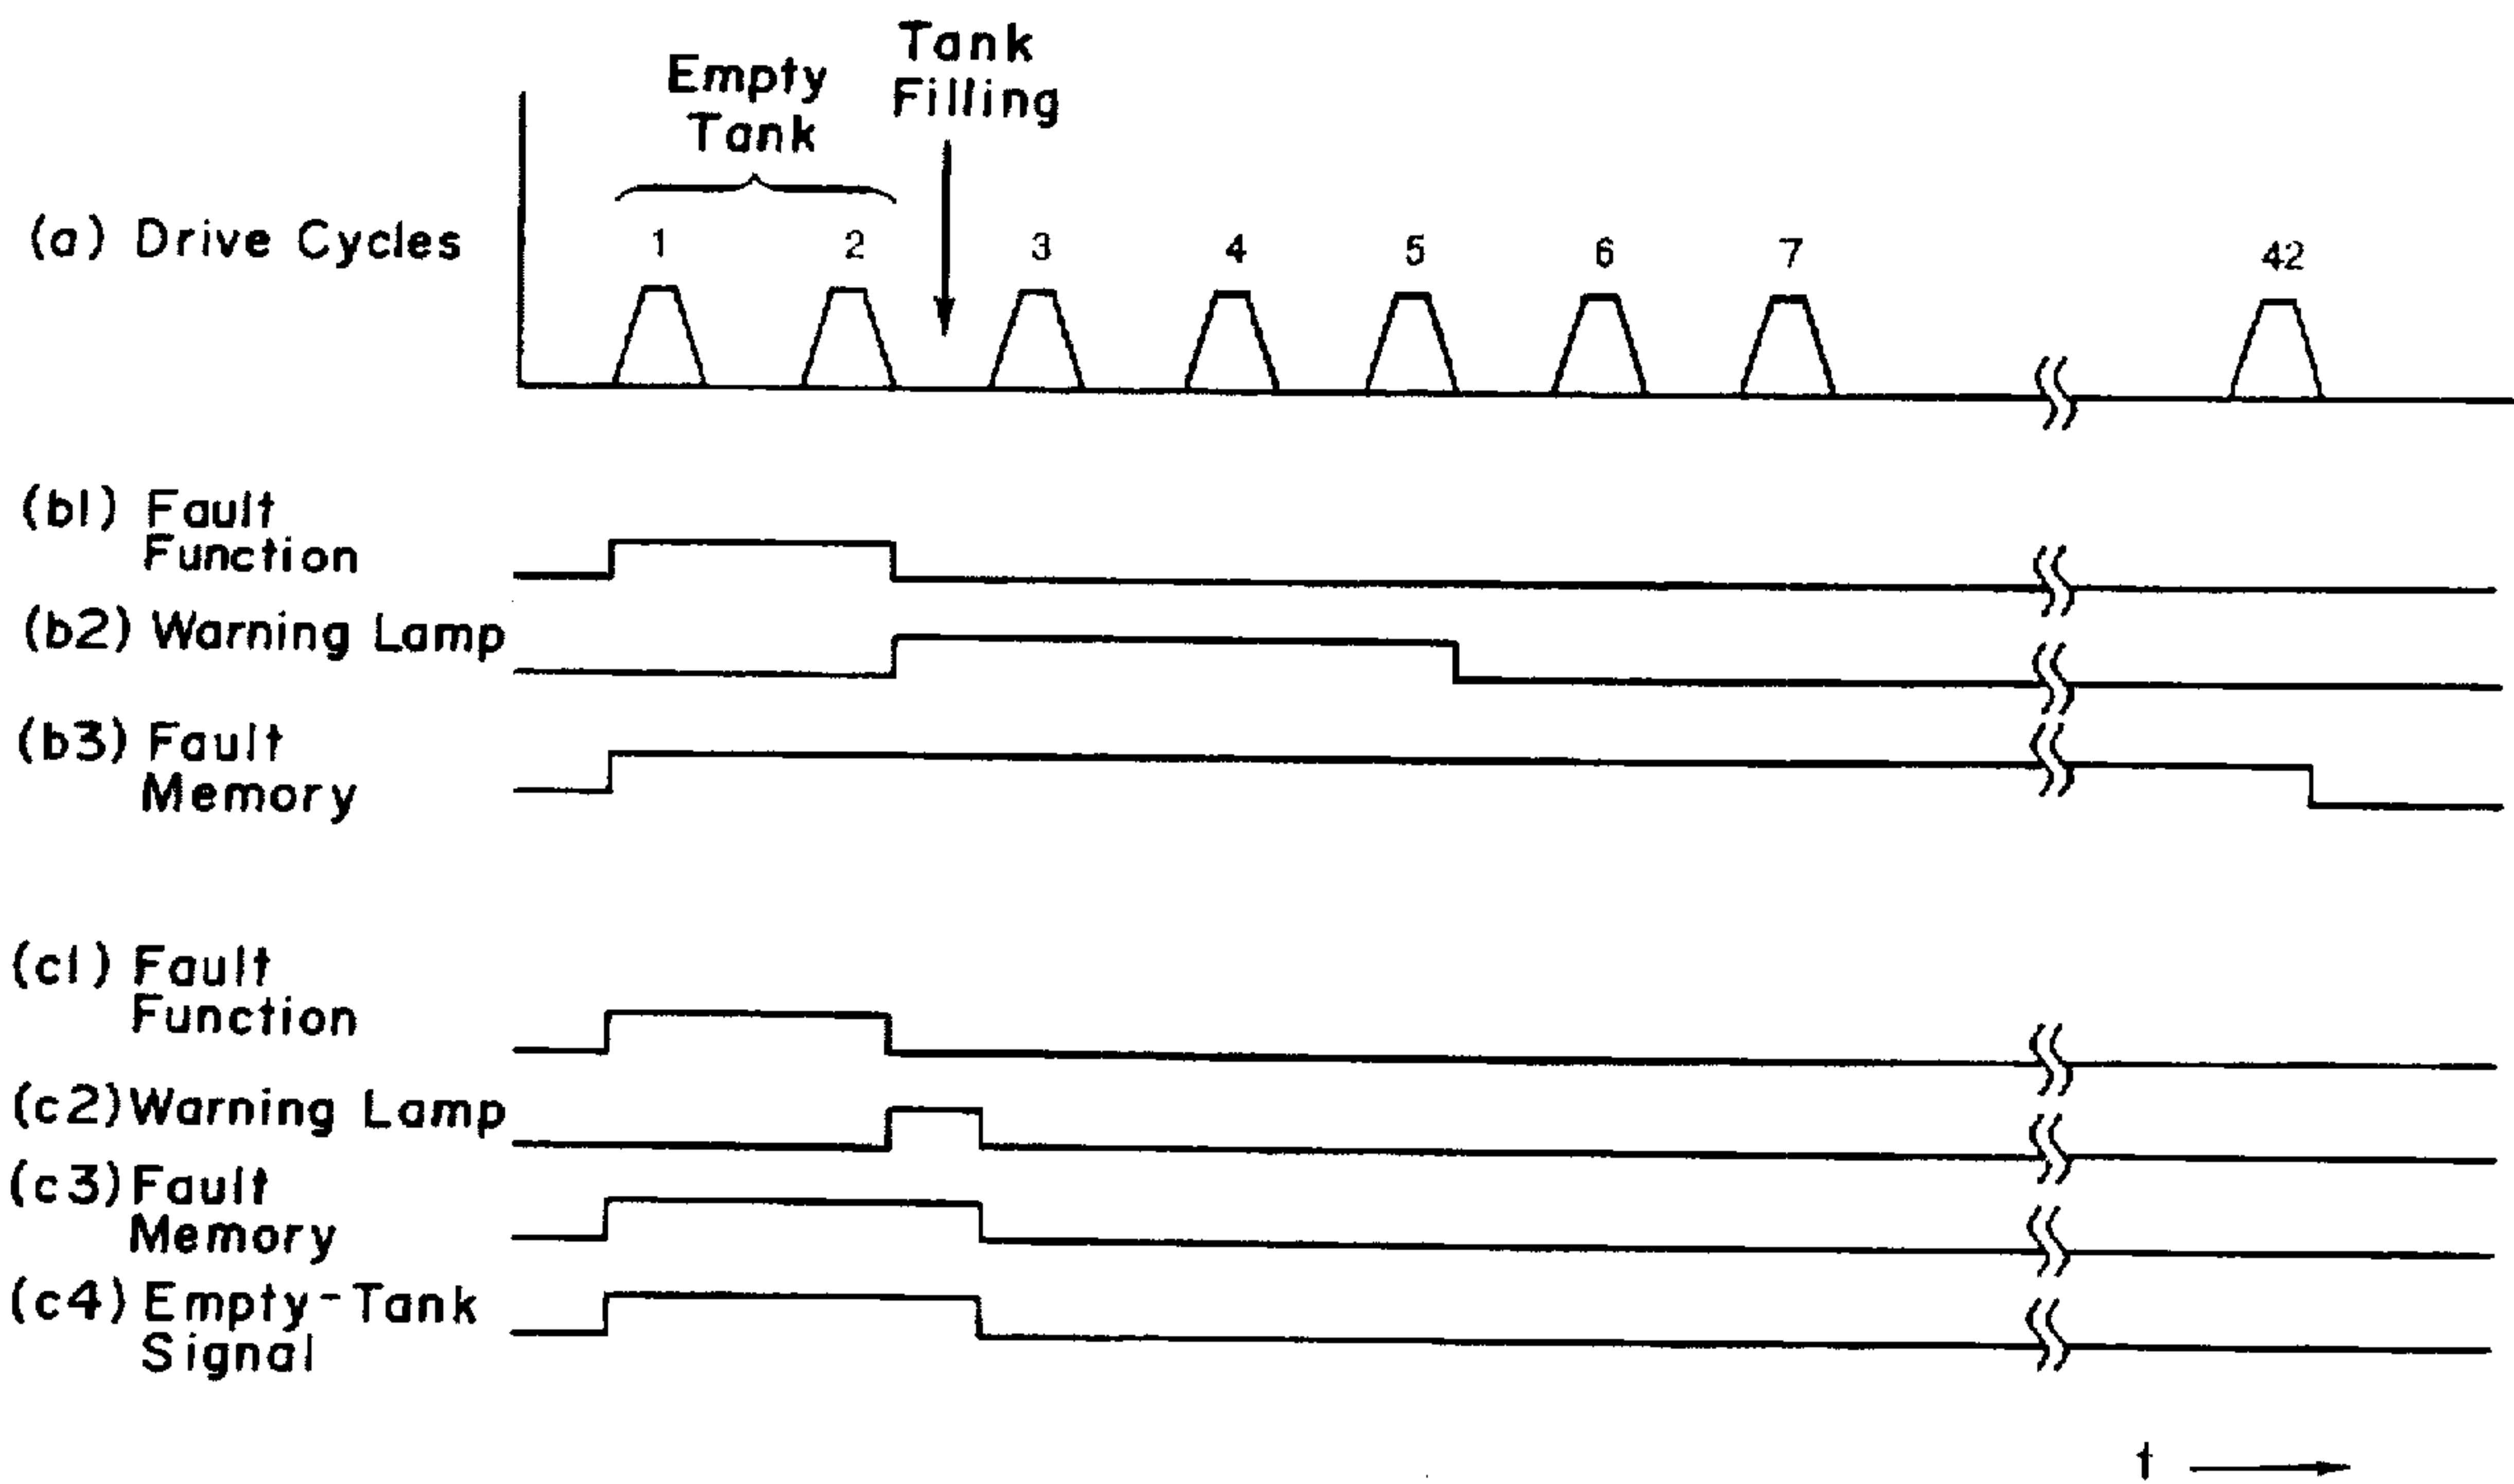 Tank
Filling
Empty
Tank
(a) Drive Cycles
1 2 3 4 5 6 7 42
(b1) Fault
Function
(b2) Warning Lamp
(b3) Fault
Memory
(c1) Fault
Function
(c2) Warning Lamp
(c3) Fault
Memory
(c4) Empty-Tank
Signal
t